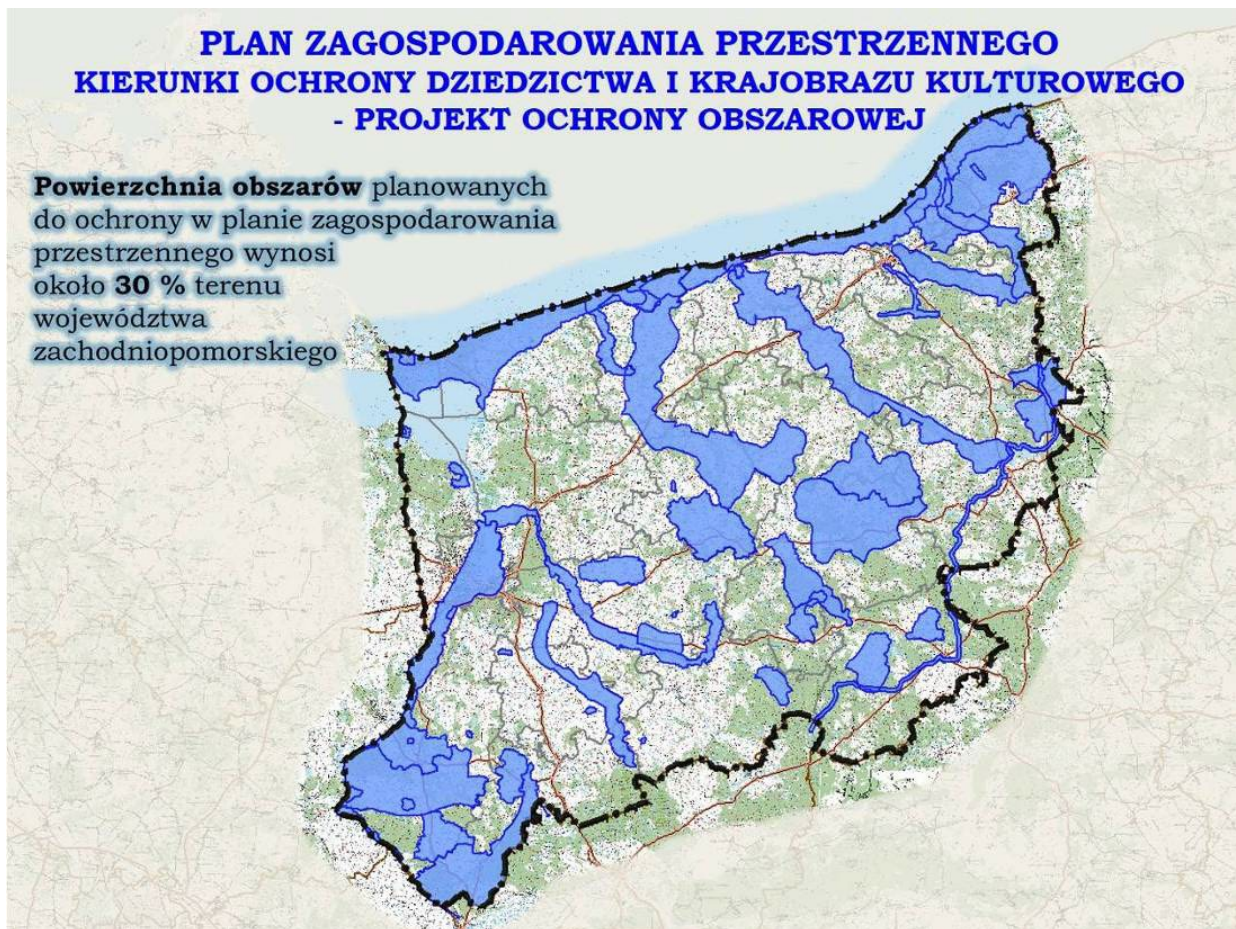 PLAN ZAGOSPODAROWANIA PRZESTRZENNEGO
KIERUNKI OCHRONY DZIEDZICTWA I KRAJOBRAZU KULTUROWEGO
- PROJEKT OCHRONY OBSZAROWEJ
Powierzchnia obszarów planowanych
do ochrony w planie zagospodarowania
przestrzennego wynosi
około 30 % terenu
województwa
zachodniopomorskiego